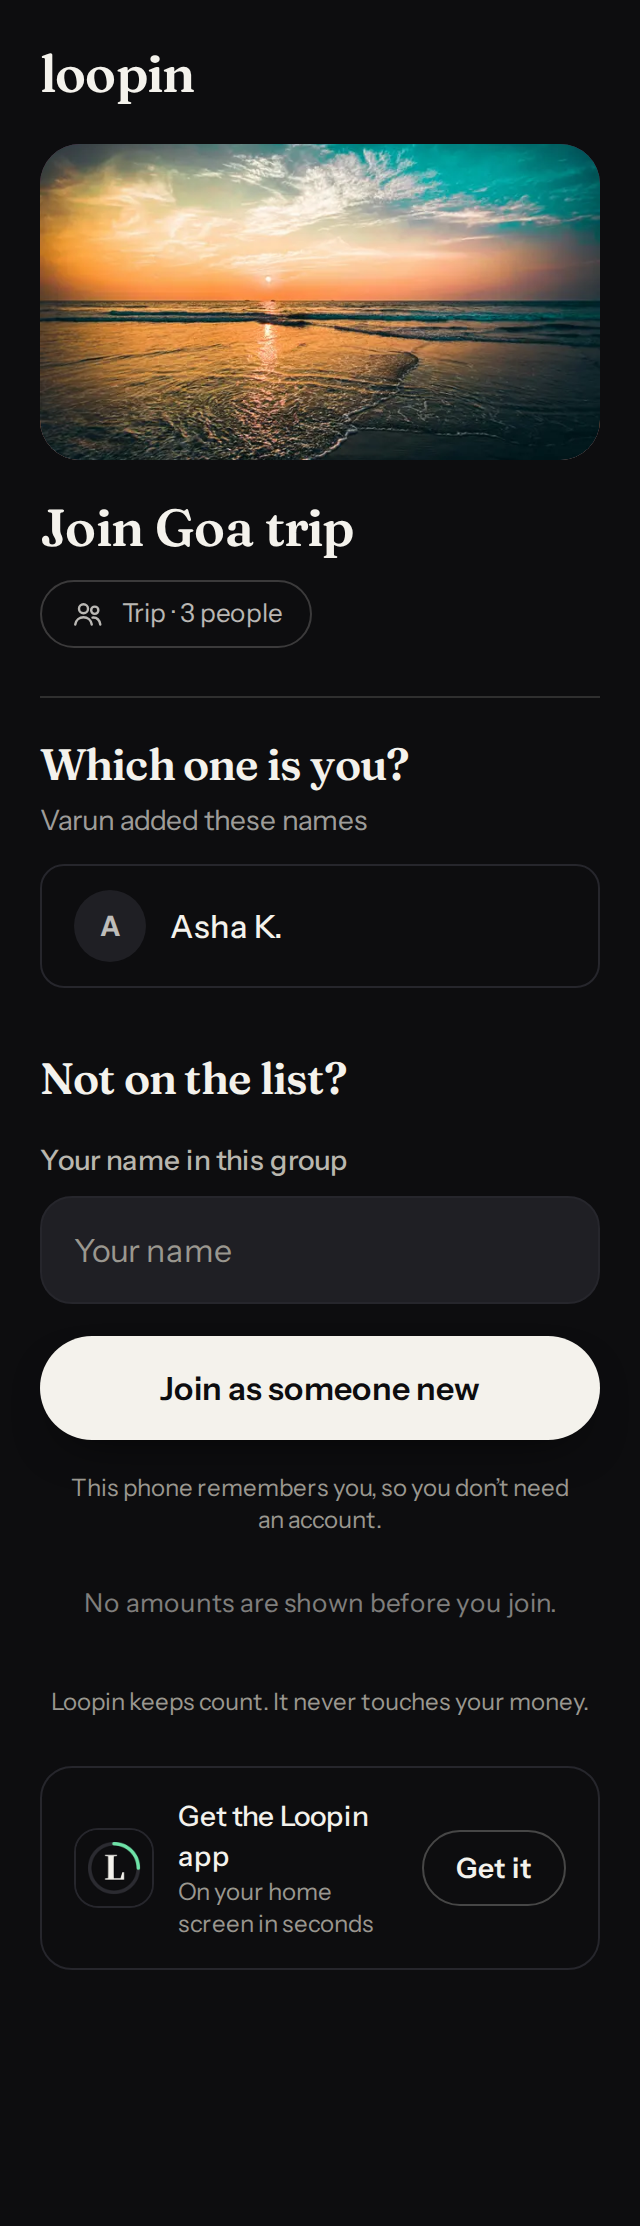 loopin
Join Goa trip
Trip · 3 people
Which one is you?
Varun added these names
A
Asha K.
Not on the list?
Your name in this group
Your name
Join as someone new
This phone remembers you, so you don’t need
an account.
No amounts are shown before you join.
Loopin keeps count. It never touches your money.
L
Get the Loopin
app
On your home
screen in seconds
Get it